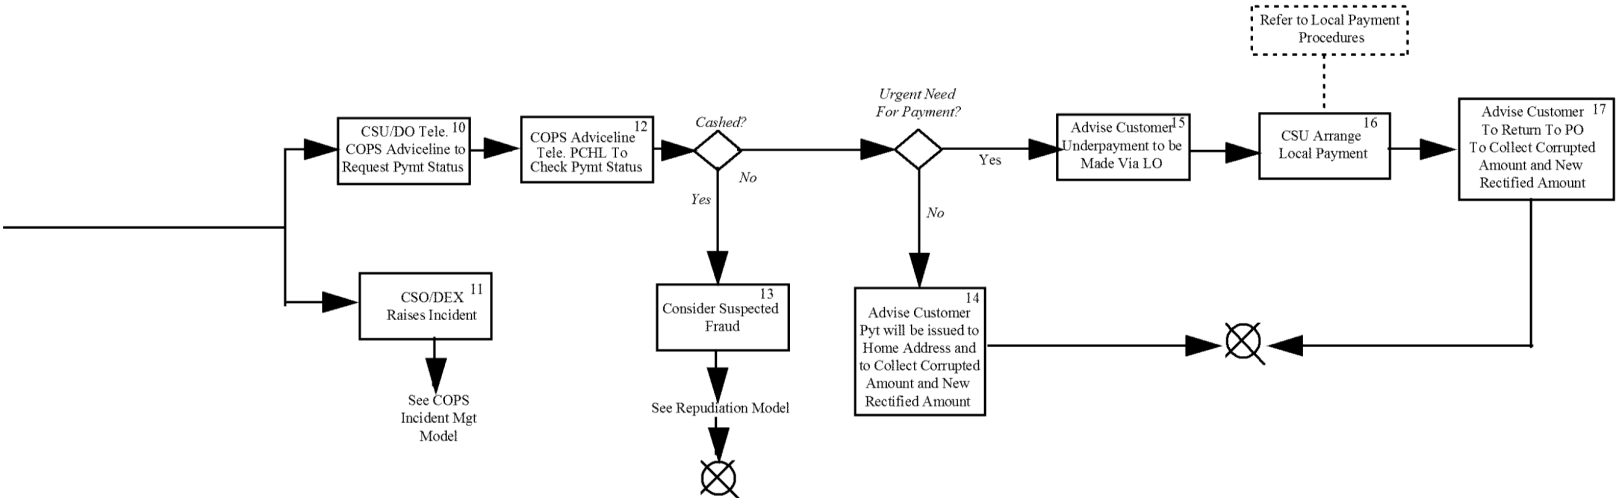 Refer to Local Payment
Procedures
CSU/DO Tele. 10
COPS Adviceline to
Request Pymt Status
12
COPS Adviceline
Tele. PCHL To
Check Pymt Status
Cashed?
No
Yes
Urgent Need
For Payment?
Yes
No
Advise Customer 15
Underpayment to be
Made Via LO
16
CSU Arrange
Local Payment
Advise Customer 17
To Return To PO
To Collect Corrupted
Amount and New
Rectified Amount
11
CSO/DEX
Raises Incident
See COPS
Incident Mgt
Model
13
Consider Suspected
Fraud
See Repudiation Model
14
Advise Customer
Pyt will be issued to
Home Address and
to Collect Corrupted
Amount and New
Rectified Amount